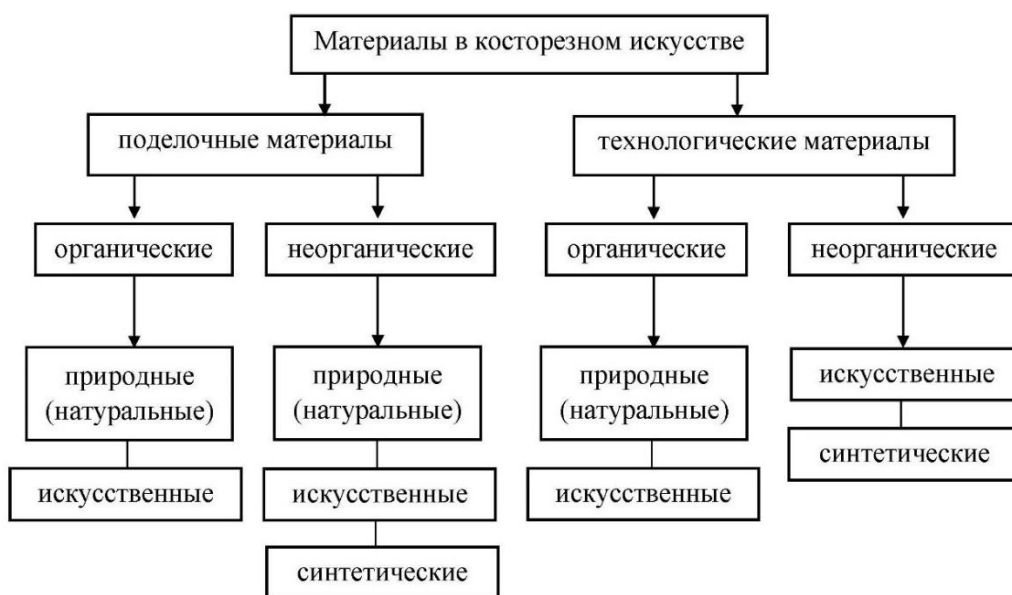 Материалы в косторезном искусстве
поделочные материалы
технологические материалы
органические
неорганические
органические
неорганические
природные
(натуральные)
природные
(натуральные)
природные
(натуральные)
искусственные
синтетические
искусственные
искусственные
искусственные
синтетические